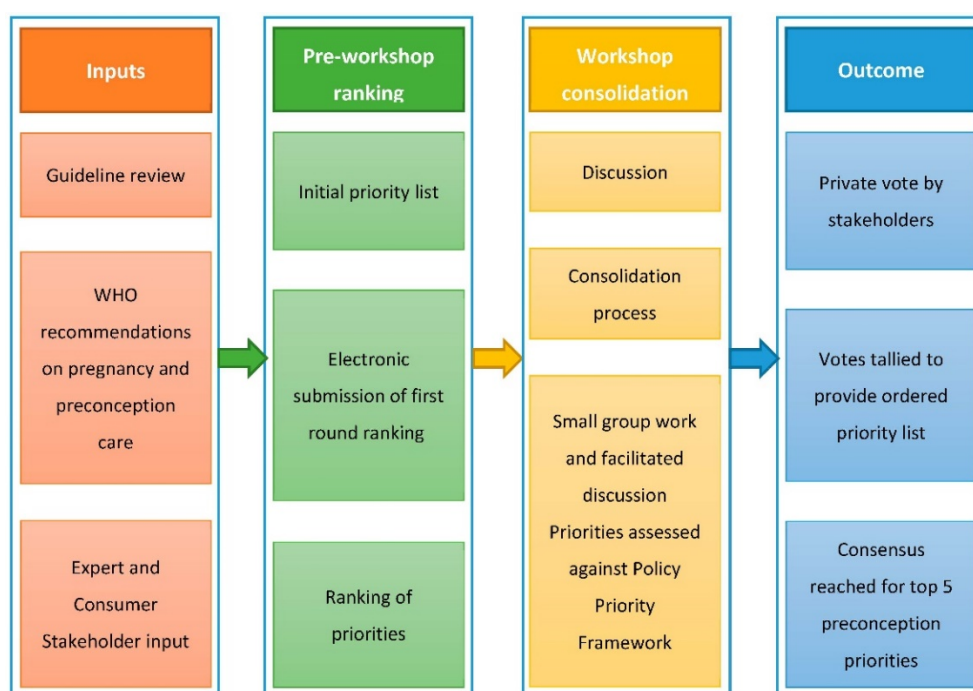 Inputs
Guideline review
WHO
recommendations
on pregnancy and
preconception
care
Expert and
Consumer
Stakeholder input
Pre-workshop
ranking
Initial priority list
Electronic
submission of first
round ranking
Ranking of
priorities
Workshop
consolidation
Discussion
Consolidation
process
Small group work
and facilitated
discussion
Priorities assessed
against Policy
Priority
Framework
Outcome
Private vote by
stakeholders
Votes tallied to
provide ordered
priority list
Consensus
reached for top 5
preconception
priorities